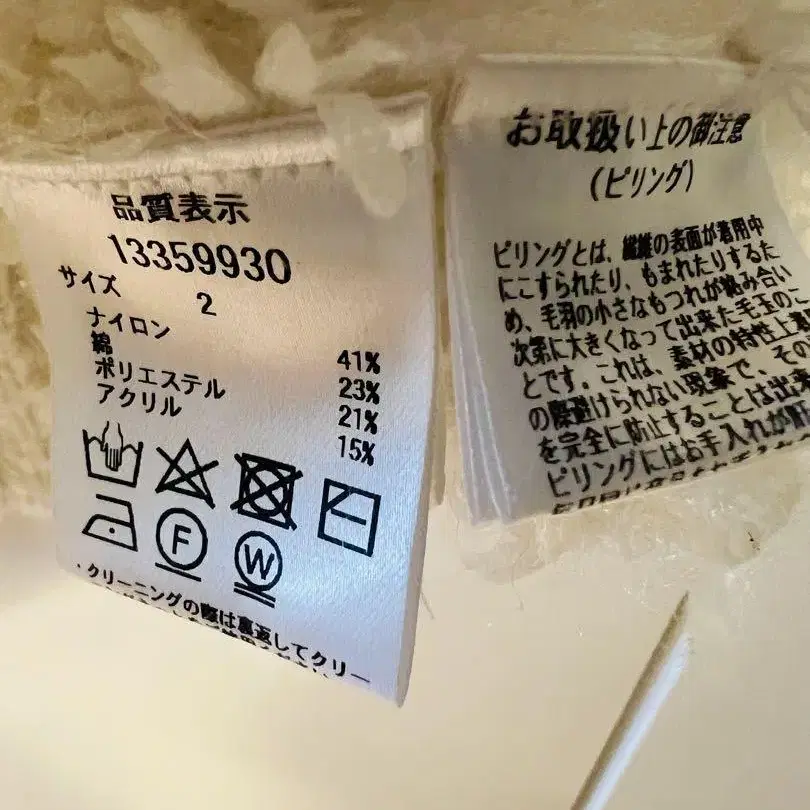 品質表示
13359930
サイズ
2
ナイロン 41%
綿 23%
ポリエステル 21%
アクリル 15%
F
W
・クリーニングの際は裏返してクリー
お取扱い上の御注意
(ピリング)
ピリングとは、繊維の表面が着用中
にこすられたり、もまれたりするた
め、毛羽の小さなもつれが絡み合い
次第に大きくなって出来た毛玉のこ
とです。これは、素材の特性上着用
の際避けられない現象で、その
を完全に防止することは出来
ピリングにはお手入れが肝